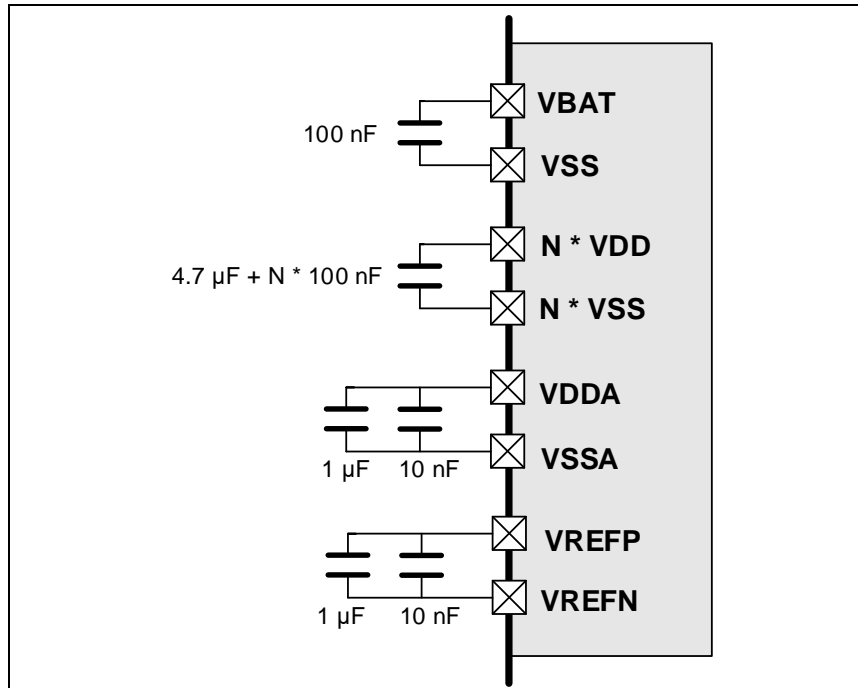 VBAT
100 nF
VSS
N * VDD
4.7 µF + N * 100 nF
N * VSS
VDDA
1 µF 10 nF
VSSA
VREFP
1 µF 10 nF
VREFN